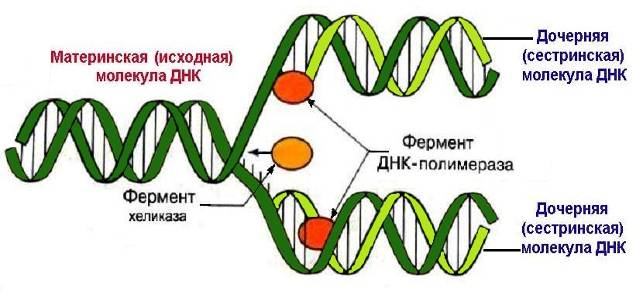 Материнская (исходная)
молекула ДНК
Дочерняя
(сестринская)
молекула ДНК
Фермент
ДНК-полимераза
Фермент
хеликаза
Дочерняя
(сестринская)
молекула ДНК